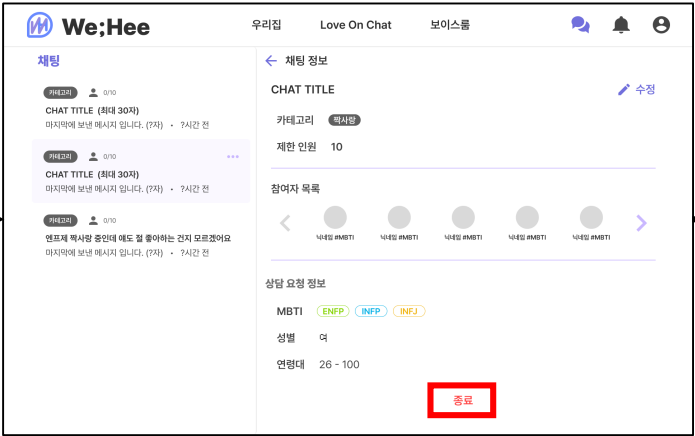 We;Hee
우리집 Love On Chat 보이스룸
채팅
카테고리 0/10
CHAT TITLE (최대 30자)
마지막에 보낸 메시지 입니다. (?자) • ?시간 전
카테고리 0/10
CHAT TITLE (최대 30자)
마지막에 보낸 메시지 입니다. (?자) • ?시간 전
카테고리 0/10
엔프제 짝사랑 중인데 얘도 절 좋아하는 건지 모르겠어요
마지막에 보낸 메시지 입니다. (?자) • ?시간 전
채팅 정보
CHAT TITLE 수정
카테고리 짝사랑
제한 인원 10
참여자 목록
닉네임 #MBTI 닉네임 #MBTI 닉네임 #MBTI 닉네임 #MBTI 닉네임 #MBTI
상담 요청 정보
MBTI ENFP INFP INFJ
성별 여
연령대 26 - 100
종료